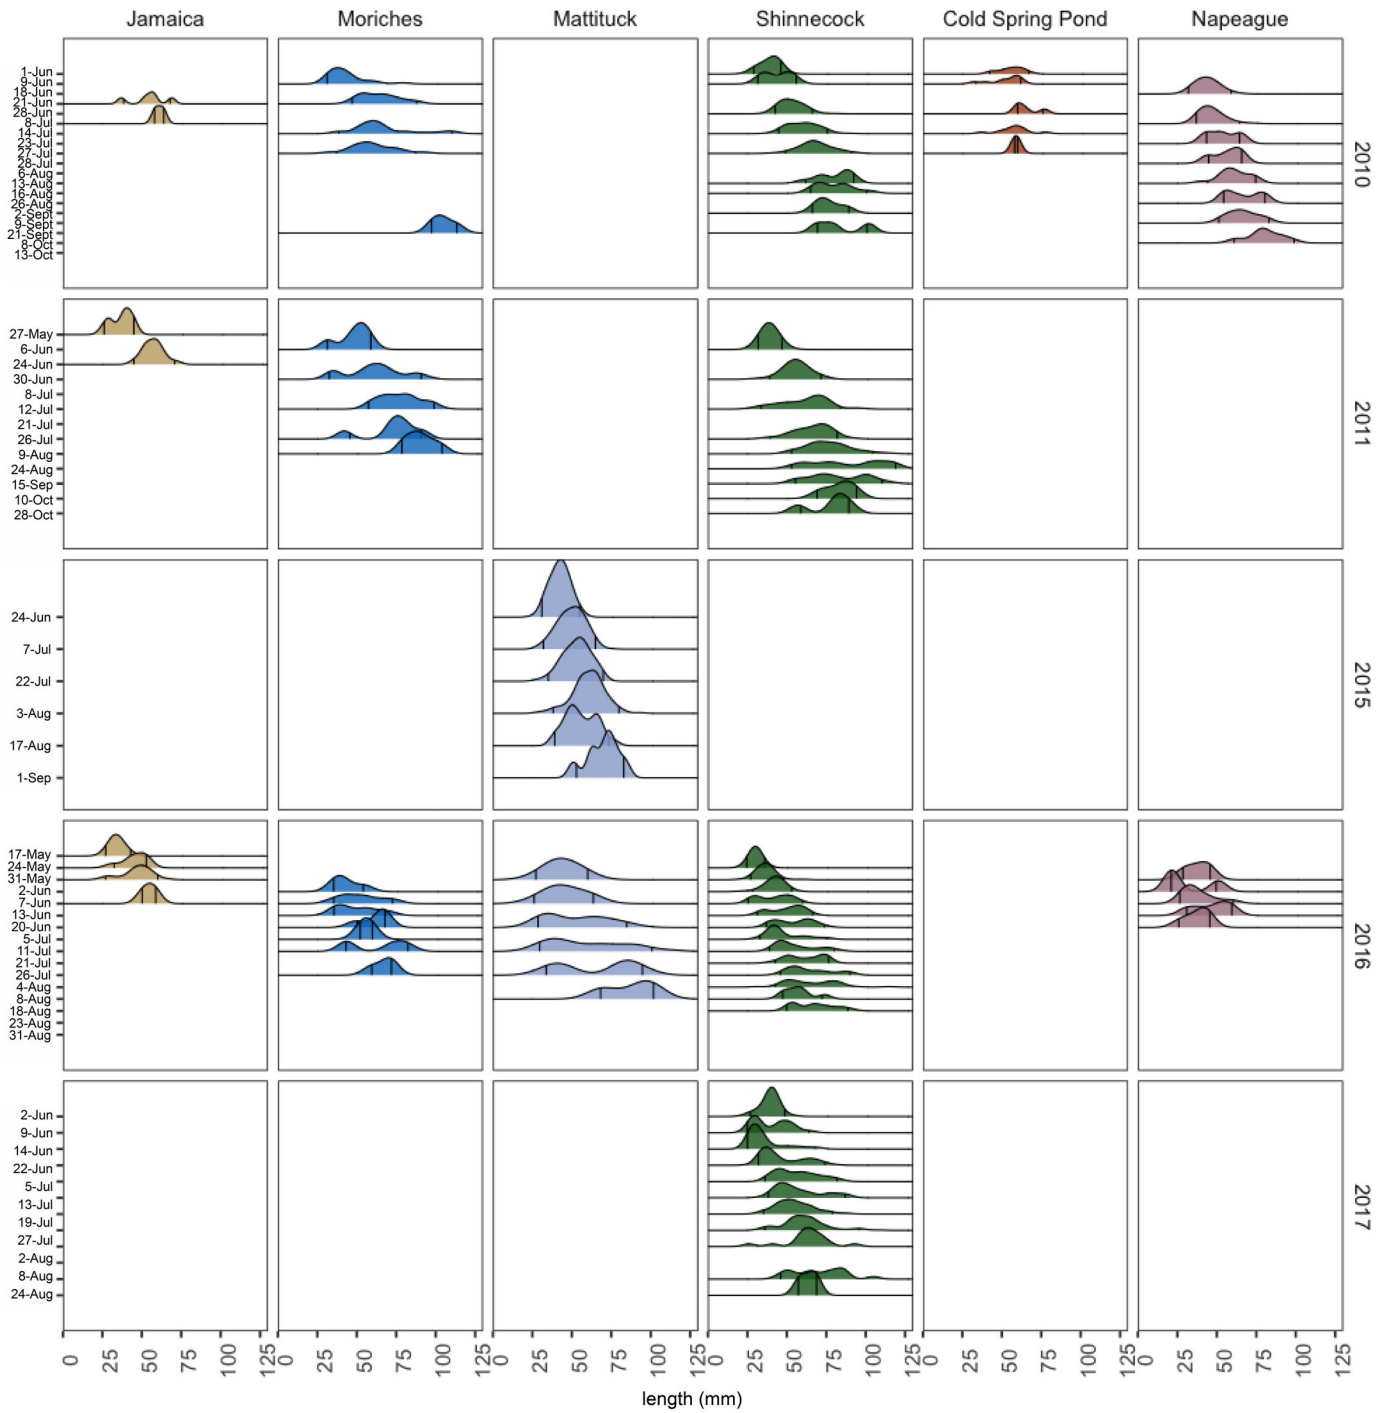 Jamaica Moriches Mattituck Shinnecock Cold Spring Pond Napeague
1-Jun
9-Jun
18-Jun
21-Jun
28-Jun
8-Jul
14-Jul
23-Jul
27-Jul
28-Jul
6-Aug
13-Aug
16-Aug
26-Aug
2-Sept
9-Sept
21-Sept
8-Oct
13-Oct
2010
27-May
6-Jun
24-Jun
30-Jun
8-Jul
12-Jul
21-Jul
26-Jul
9-Aug
24-Aug
15-Sep
10-Oct
28-Oct
2011
24-Jun
7-Jul
22-Jul
3-Aug
17-Aug
1-Sep
2015
17-May
24-May
31-May
2-Jun
7-Jun
13-Jun
20-Jun
5-Jul
11-Jul
21-Jul
26-Jul
4-Aug
8-Aug
18-Aug
23-Aug
31-Aug
2016
2-Jun
9-Jun
14-Jun
22-Jun
5-Jul
13-Jul
19-Jul
27-Jul
2-Aug
8-Aug
24-Aug
2017
0 25 50 75 100 125 0 25 50 75 100 125 0 25 50 75 100 125 0 25 50 75 100 125 0 25 50 75 100 125 0 25 50 75 100 125
length (mm)